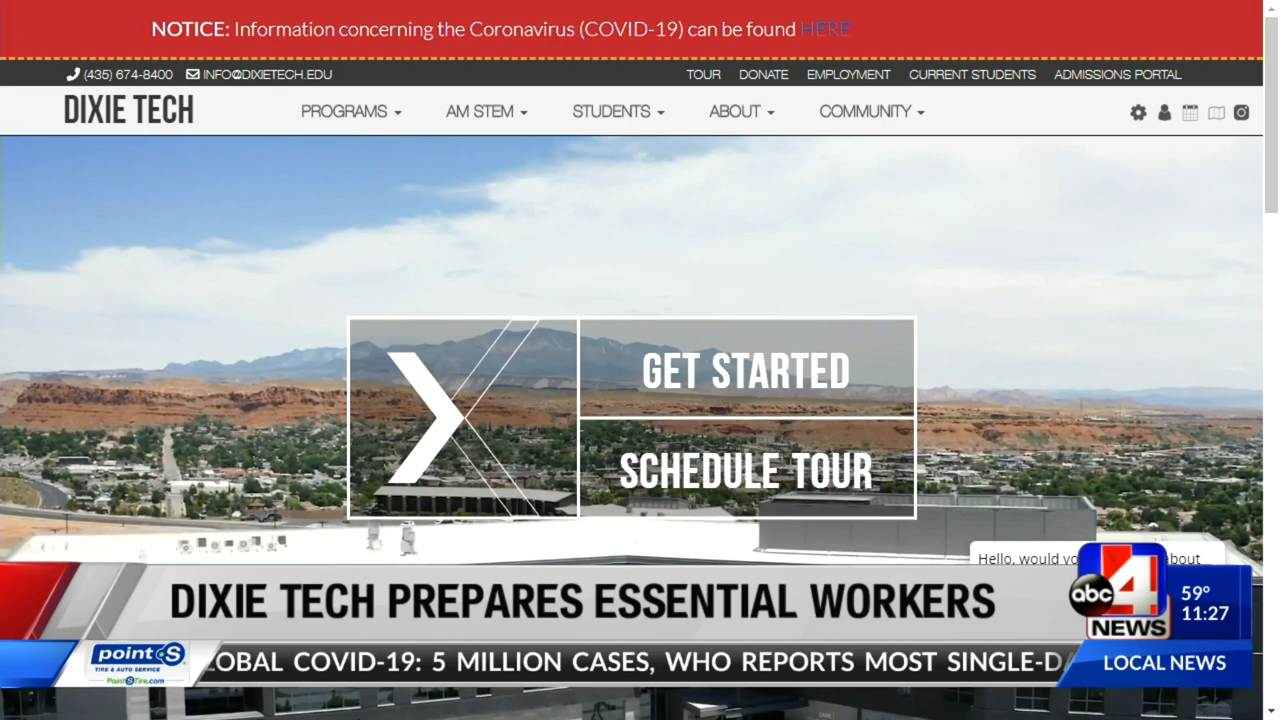 NOTICE: Information concerning the Coronavirus (COVID-19) can be found HERE
(435) 674-8400 INFO@DIXIETECH.EDU TOUR DONATE EMPLOYMENT CURRENT STUDENTS ADMISSIONS PORTAL
DIXIE TECH PROGRAMS AM STEM STUDENTS ABOUT COMMUNITY
GET STARTED
SCHEDULE TOUR
Hello, would about
DIXIE TECH PREPARES ESSENTIAL WORKERS
abc 4 NEWS
59°
11:27
point S
TIRE & AUTO SERVICE
PointSTire.com
COVID-19: 5 MILLION CASES, WHO REPORTS MOST
LOCAL NEWS